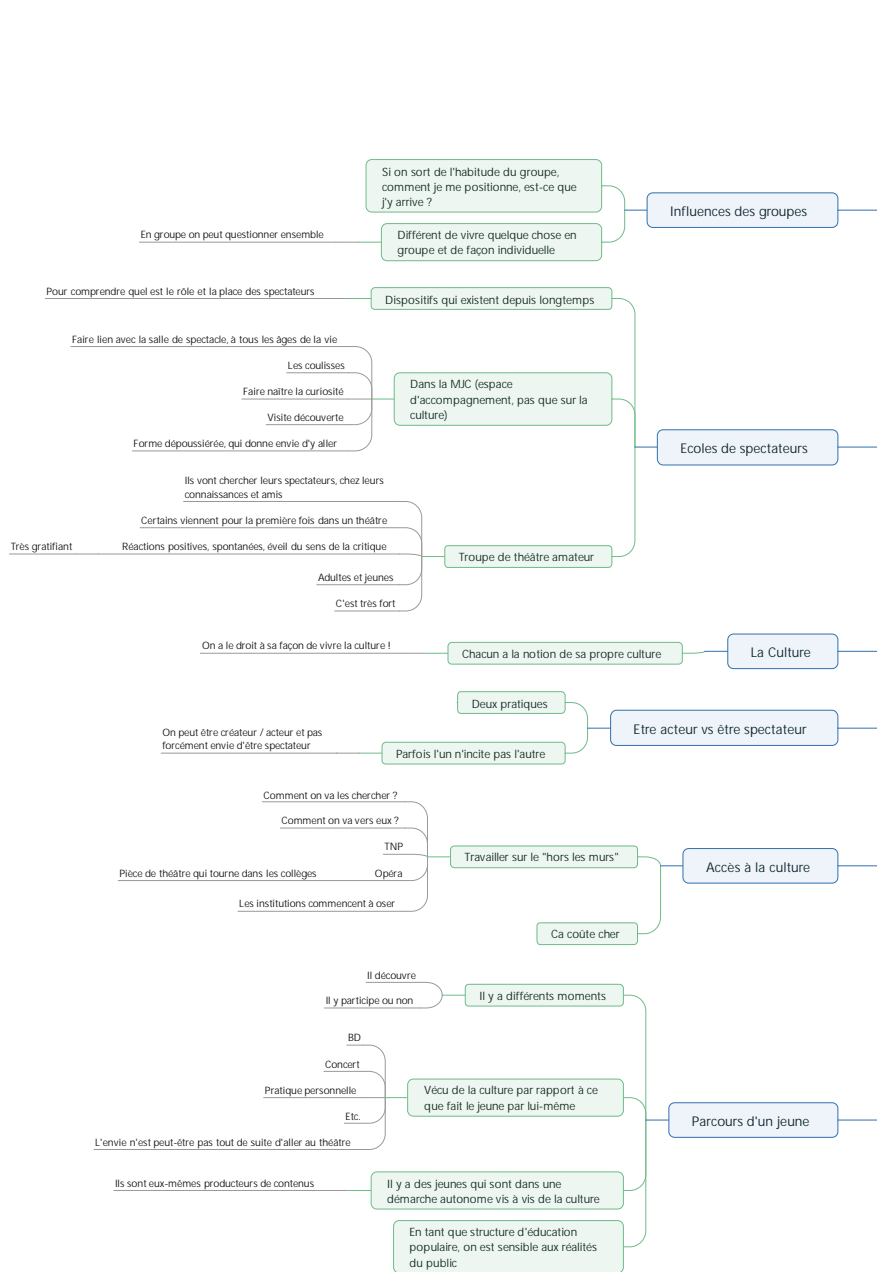 Si on sort de l'habitude du groupe,
comment je me positionne, est-ce que
j'y arrive ?
Influences des groupes
En groupe on peut questionner ensemble
Différent de vivre quelque chose en
groupe et de façon individuelle
Pour comprendre quel est le rôle et la place des spectateurs
Dispositifs qui existent depuis longtemps
Faire lien avec la salle de spectacle, à tous les âges de la vie
Les coulisses
Faire naître la curiosité
Visite découverte
Forme dépoussiérée, qui donne envie d'y aller
Dans la MJC (espace
d'accompagnement, pas que sur la
culture)
Ecoles de spectateurs
Ils vont chercher leurs spectateurs, chez leurs
connaissances et amis
Certains viennent pour la première fois dans un théâtre
Très gratifiant
Réactions positives, spontanées, éveil du sens de la critique
Adultes et jeunes
C'est très fort
Troupe de théâtre amateur
On a le droit à sa façon de vivre la culture !
Chacun a la notion de sa propre culture
La Culture
Deux pratiques
Etre acteur vs être spectateur
On peut être créateur / acteur et pas
forcément envie d'être spectateur
Parfois l'un n'incite pas l'autre
Comment on va les chercher ?
Comment on va vers eux ?
TNP
Pièce de théâtre qui tourne dans les collèges
Opéra
Les institutions commencent à oser
Travailler sur le "hors les murs"
Accès à la culture
Ca coûte cher
Il découvre
Il y participe ou non
Il y a différents moments
BD
Concert
Pratique personnelle
Etc.
L'envie n'est peut-être pas tout de suite d'aller au théâtre
Vécu de la culture par rapport à ce
que fait le jeune par lui-même
Parcours d'un jeune
Ils sont eux-mêmes producteurs de contenus
Il y a des jeunes qui sont dans une
démarche autonome vis à vis de la culture
En tant que structure d'éducation
populaire, on est sensible aux réalités
du public